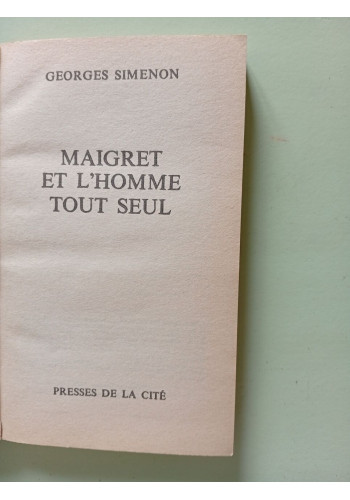 GEORGES SIMENON
MAIGRET
ET L'HOMME
TOUT SEUL
PRESSES DE LA CITÉ